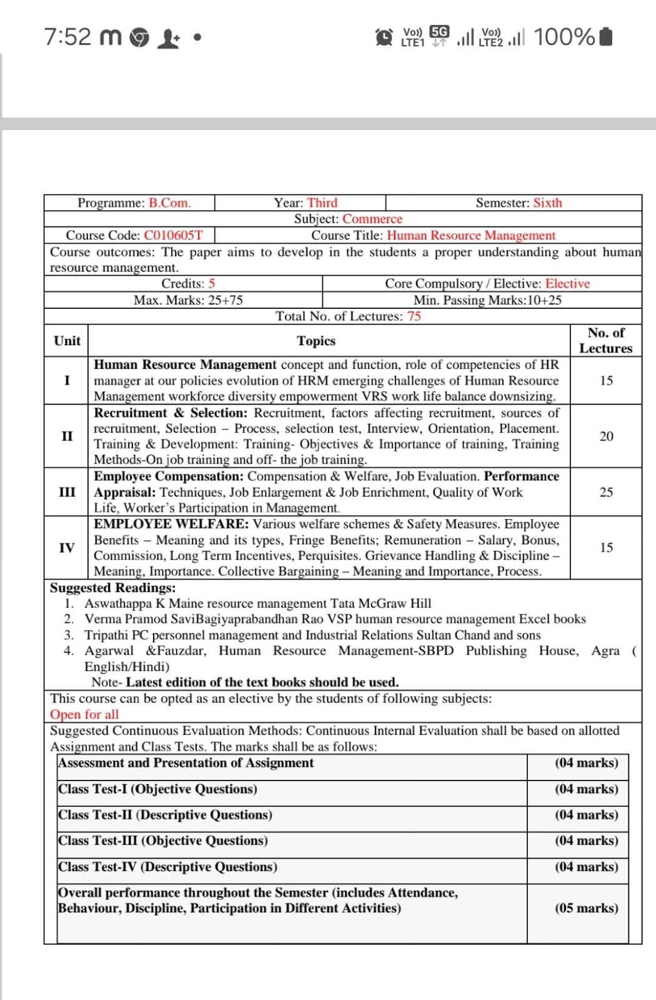 7:52 m
Vo)) LTE1 5G Vo)) LTE2 100%
Programme: B.Com. Year: Third Semester: Sixth
Subject: Commerce
Course Code: C010605T Course Title: Human Resource Management
Course outcomes: The paper aims to develop in the students a proper understanding about human
resource management.
Credits: 5 Core Compulsory / Elective: Elective
Max. Marks: 25+75 Min. Passing Marks:10+25
Total No. of Lectures: 75
Unit Topics No. of
Lectures
Human Resource Management concept and function, role of competencies of HR
I manager at our policies evolution of HRM emerging challenges of Human Resource 15
Management workforce diversity empowerment VRS work life balance downsizing.
Recruitment & Selection: Recruitment, factors affecting recruitment, sources of
II recruitment, Selection – Process, selection test, Interview, Orientation, Placement. 20
Training & Development: Training- Objectives & Importance of training, Training
Methods-On job training and off- the job training.
Employee Compensation: Compensation & Welfare, Job Evaluation. Performance
III Appraisal: Techniques, Job Enlargement & Job Enrichment, Quality of Work 25
Life, Worker's Participation in Management.
EMPLOYEE WELFARE: Various welfare schemes & Safety Measures. Employee
IV Benefits – Meaning and its types, Fringe Benefits; Remuneration – Salary, Bonus, 15
Commission, Long Term Incentives, Perquisites. Grievance Handling & Discipline –
Meaning, Importance. Collective Bargaining – Meaning and Importance, Process.
Suggested Readings:
1. Aswathappa K Maine resource management Tata McGraw Hill
2. Verma Pramod SaviBagiyaprabandhan Rao VSP human resource management Excel books
3. Tripathi PC personnel management and Industrial Relations Sultan Chand and sons
4. Agarwal &Fauzdar, Human Resource Management-SBPD Publishing House, Agra (
English/Hindi)
Note- Latest edition of the text books should be used.
This course can be opted as an elective by the students of following subjects:
Open for all
Suggested Continuous Evaluation Methods: Continuous Internal Evaluation shall be based on allotted
Assignment and Class Tests. The marks shall be as follows:
Assessment and Presentation of Assignment (04 marks)
Class Test-I (Objective Questions) (04 marks)
Class Test-II (Descriptive Questions) (04 marks)
Class Test-III (Objective Questions) (04 marks)
Class Test-IV (Descriptive Questions) (04 marks)
Overall performance throughout the Semester (includes Attendance,
Behaviour, Discipline, Participation in Different Activities) (05 marks)